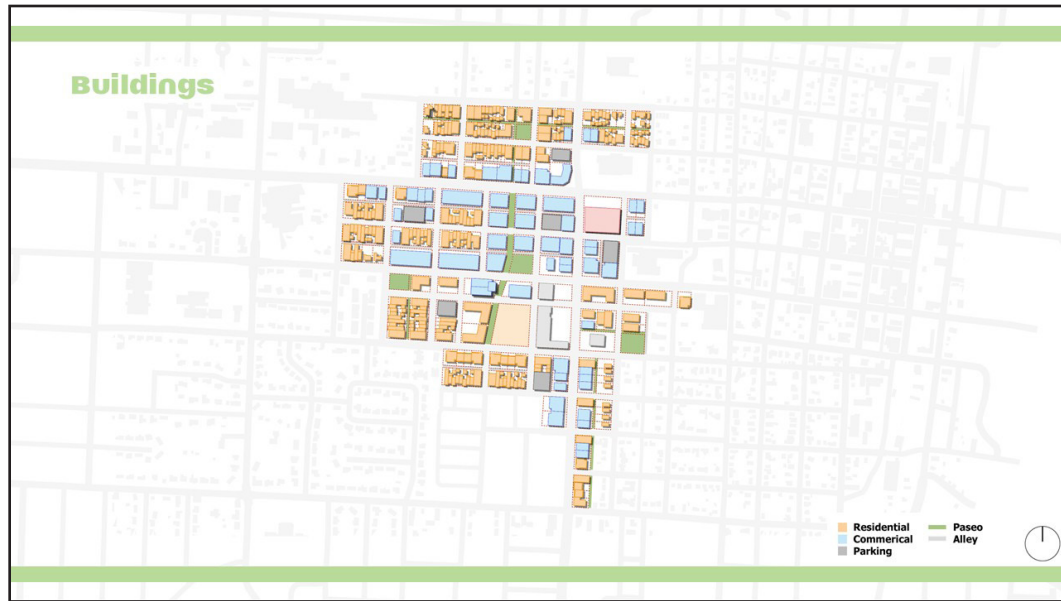 Buildings
Residential
Commerical
Parking
Paseo
Alley